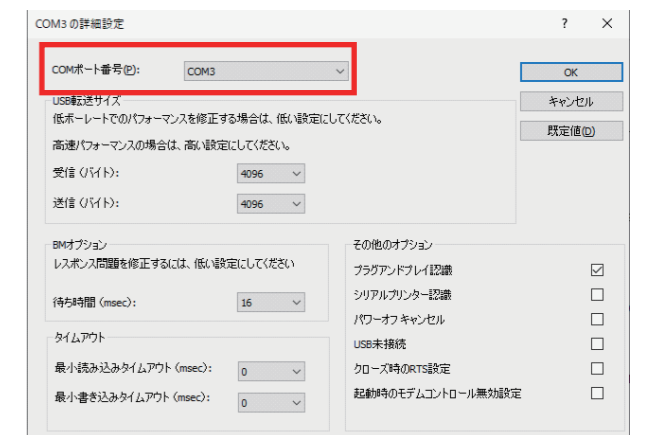 COM3 の詳細設定
? ×
COMポート番号(P): COM3
OK
キャンセル
既定値(D)
USB転送サイズ
低ボーレートでのパフォーマンスを修正する場合は、低い設定にしてください。
高速パフォーマンスの場合は、高い設定にしてください。
受信 (バイト): 4096
送信 (バイト): 4096
BMオプション
レスポンス問題を修正するには、低い設定にしてください
待ち時間 (msec): 16
タイムアウト
最小読み込みタイムアウト (msec): 0
最小書き込みタイムアウト (msec): 0
その他のオプション
プラグアンドプレイ認識
シリアルプリンター認識
パワーオフ キャンセル
USB未接続
クローズ時のRTS設定
起動時のモデムコントロール無効設定